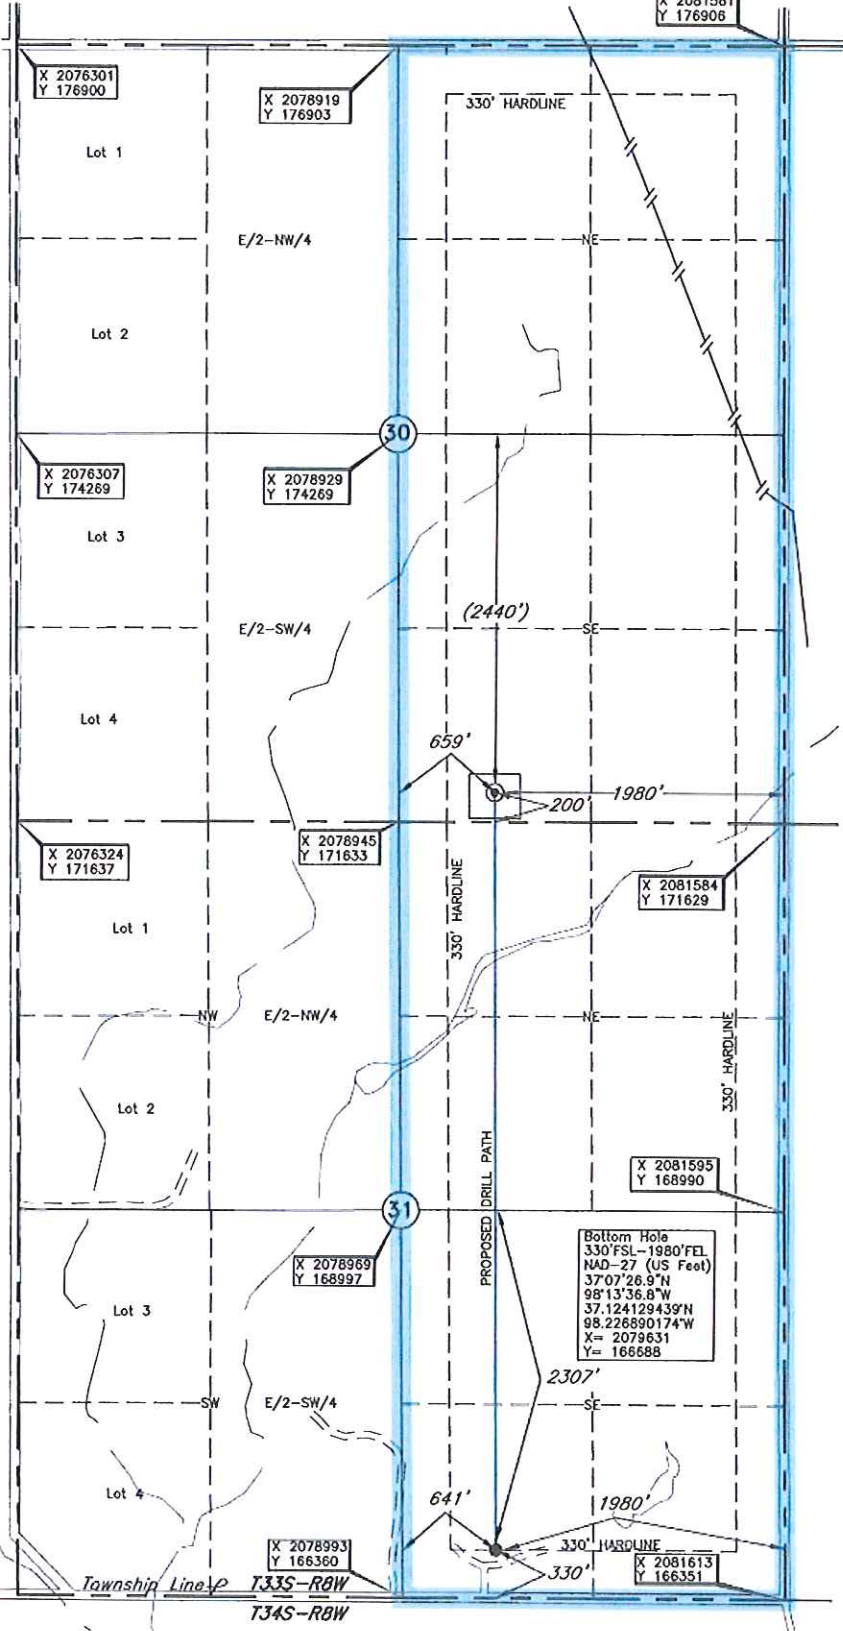 X 2081581
Y 176906
X 2076301
Y 176900
X 2078919
Y 176903
330' HARDLINE
Lot 1
E/2-NW/4
NE
Lot 2
30
X 2076307
Y 174269
X 2078929
Y 174269
Lot 3
(2440')
E/2-SW/4
SE
Lot 4
659'
1980'
200'
X 2076324
Y 171637
X 2078945
Y 171633
X 2081584
Y 171629
330' HARDLINE
Lot 1
NW
E/2-NW/4
NE
330' HARDLINE
Lot 2
PROPOSED DRILL PATH
X 2081595
Y 168990
31
X 2078969
Y 168997
Bottom Hole
330'FSL-1980'FEL
NAD-27 (US Feet)
37°07'26.9"N
98°13'36.8"W
37.124129439°N
98.226890174°W
X= 2079631
Y= 166688
Lot 3
2307'
SW
E/2-SW/4
SE
Lot 4
641'
1980'
X 2078993
Y 166360
330' HARDLINE
330'
X 2081613
Y 166351
Township Line T33S-R8W
T34S-R8W